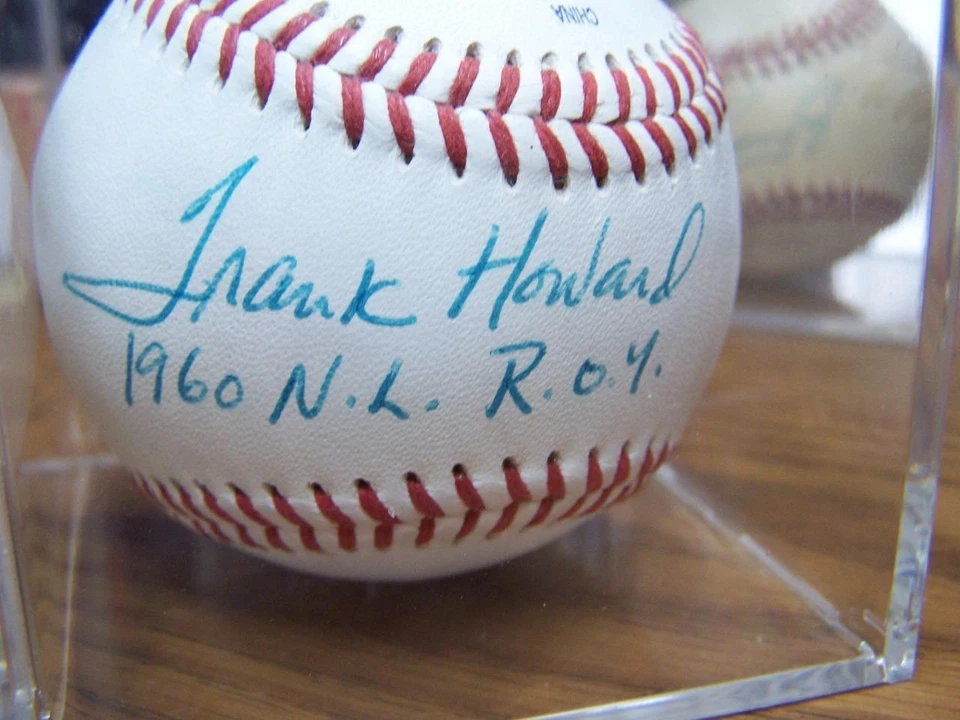 CHINA
Frank Howard
1960 N.L. R.O.Y.